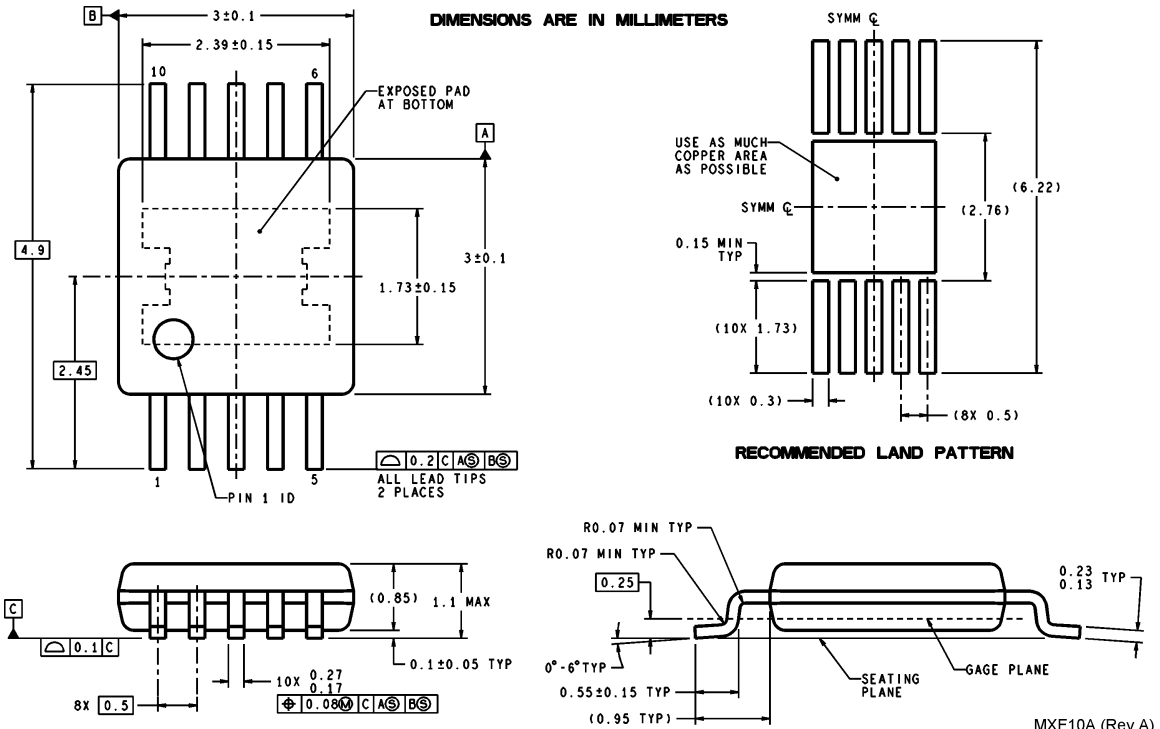 DIMENSIONS ARE IN MILLIMETERS
B
3±0.1
2.39±0.15
10
6
EXPOSED PAD
AT BOTTOM
A
4.9
2.45
3±0.1
1.73±0.15
1
5
PIN 1 ID
⌓ 0.2 C AⓈ BⓈ
ALL LEAD TIPS
2 PLACES
SYMM ℄
USE AS MUCH
COPPER AREA
AS POSSIBLE
SYMM ℄
(6.22)
(2.76)
0.15 MIN
TYP
(10X 1.73)
(10X 0.3)
(8X 0.5)
RECOMMENDED LAND PATTERN
C
⌓ 0.1 C
(0.85)
1.1 MAX
0.1±0.05 TYP
8X 0.5
10X 0.27
0.17
⌖ 0.08Ⓜ C AⓈ BⓈ
R0.07 MIN TYP
R0.07 MIN TYP
0.25
0.23
0.13 TYP
0°-6°TYP
0.55±0.15 TYP
(0.95 TYP)
SEATING
PLANE
GAGE PLANE
MXF10A (Rev A)